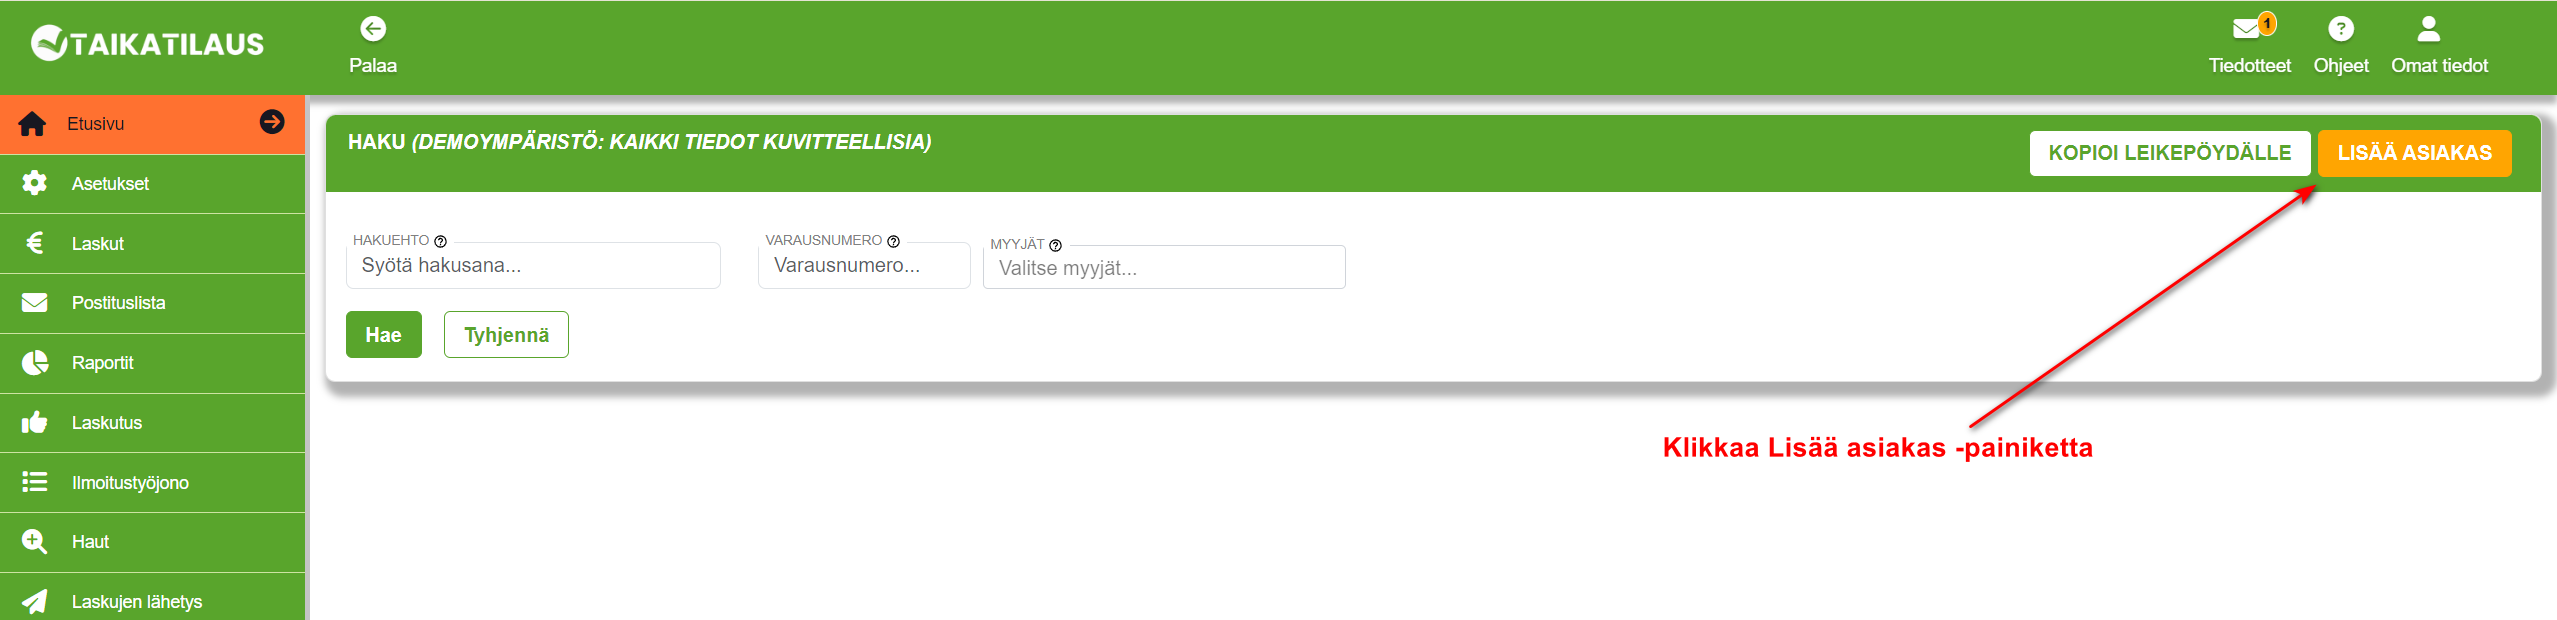 TAIKATILAUS
Palaa
1
Tiedotteet
Ohjeet
Omat tiedot
Etusivu
Asetukset
Laskut
Postituslista
Raportit
Laskutus
Ilmoitustyöjono
Haut
Laskujen lähetys
HAKU (DEMOYMPÄRISTÖ: KAIKKI TIEDOT KUVITTEELLISIA)
KOPIOI LEIKEPÖYDÄLLE
LISÄÄ ASIAKAS
HAKUEHTO
Syötä hakusana...
VARAUSNUMERO
Varausnumero...
MYYJÄT
Valitse myyjät...
Hae
Tyhjennä
Klikkaa Lisää asiakas -painiketta